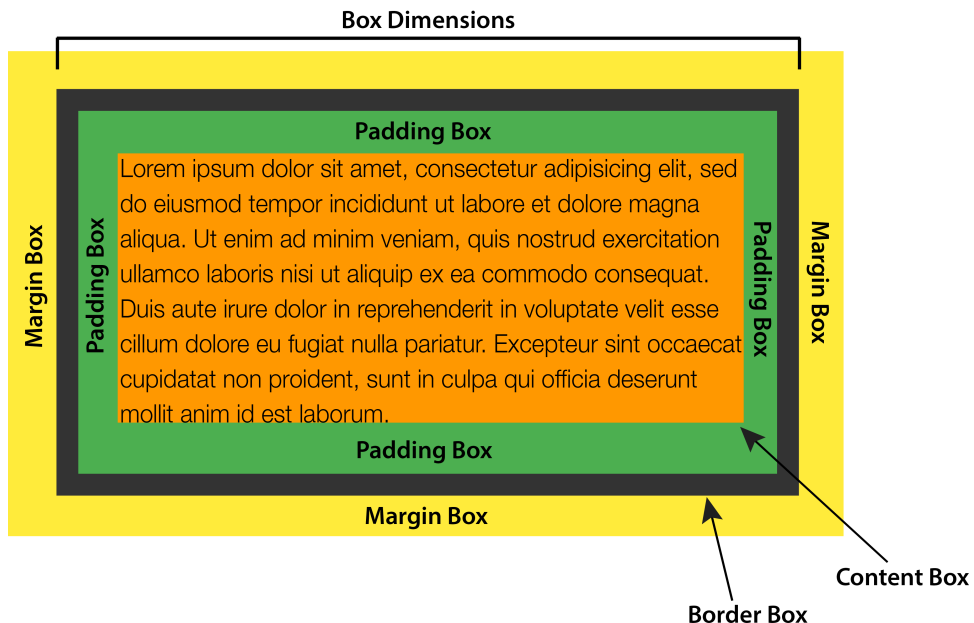 Box Dimensions
Padding Box
Lorem ipsum dolor sit amet, consectetur adipisicing elit, sed
do eiusmod tempor incididunt ut labore et dolore magna
aliqua. Ut enim ad minim veniam, quis nostrud exercitation
ullamco laboris nisi ut aliquip ex ea commodo consequat.
Duis aute irure dolor in reprehenderit in voluptate velit esse
cillum dolore eu fugiat nulla pariatur. Excepteur sint occaecat
cupidatat non proident, sunt in culpa qui officia deserunt
mollit anim id est laborum.
Margin Box
Padding Box
Padding Box
Margin Box
Padding Box
Margin Box
Content Box
Border Box